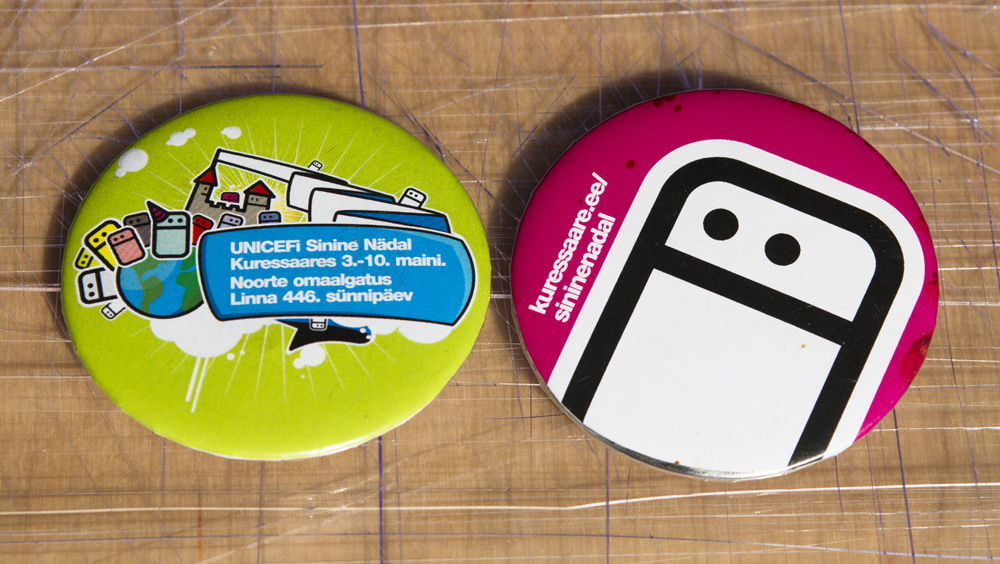 UNICEFi Sinine Nädal
Kuressaares 3.-10. maini.
Noorte omaalgatus
Linna 446. sünnipäev
kuressaare.ee/
sininenadal